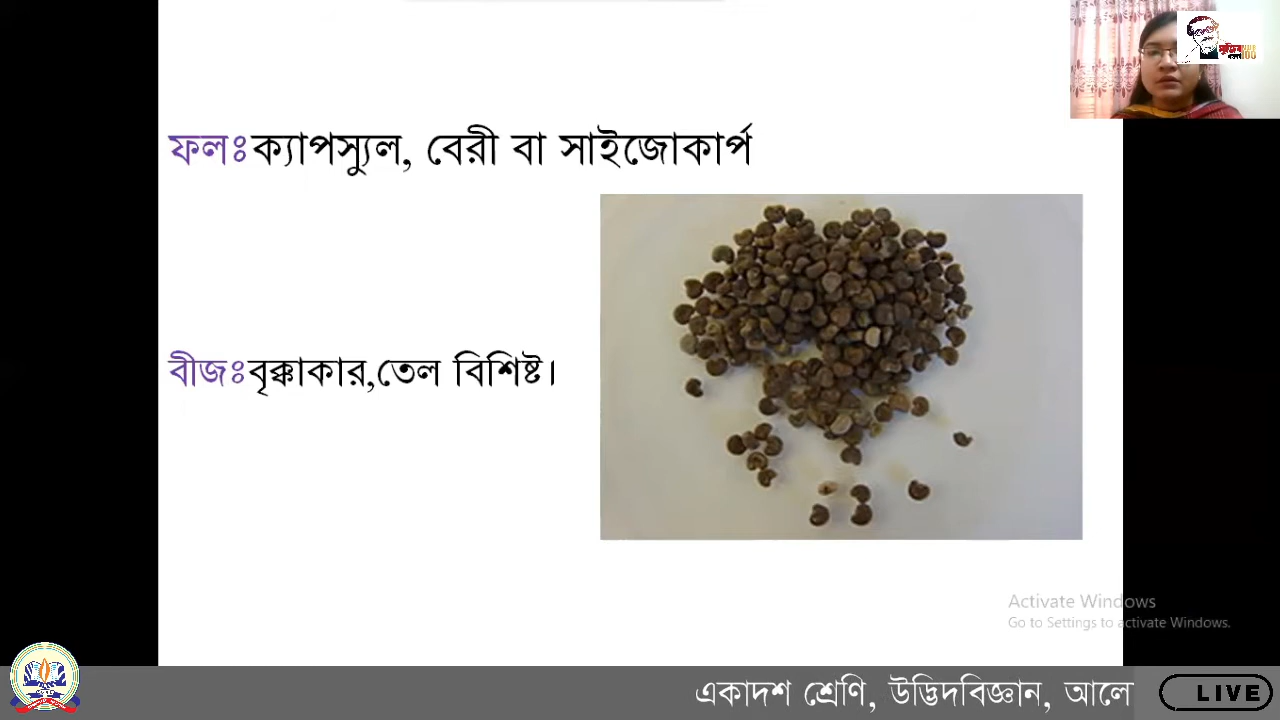 ফলঃক্যাপস্যুল, বেরী বা সাইজোকার্প
বীজঃবৃক্কাকার,তেল বিশিষ্ট।
Activate Windows
Go to Settings to activate Windows.
একাদশ শ্রেণি, উদ্ভিদবিজ্ঞান, আলে
LIVE